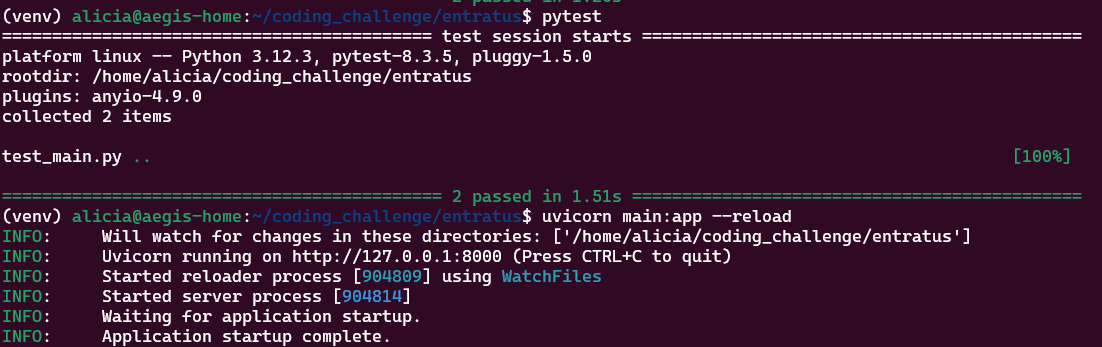 2 passed in 1.20s
(venv) alicia@aegis-home:~/coding_challenge/entratus$ pytest
=========================================== test session starts ============================================
platform linux -- Python 3.12.3, pytest-8.3.5, pluggy-1.5.0
rootdir: /home/alicia/coding_challenge/entratus
plugins: anyio-4.9.0
collected 2 items
test_main.py .. [100%]
============================================ 2 passed in 1.51s =============================================
(venv) alicia@aegis-home:~/coding_challenge/entratus$ uvicorn main:app --reload
INFO:     Will watch for changes in these directories: ['/home/alicia/coding_challenge/entratus']
INFO:     Uvicorn running on http://127.0.0.1:8000 (Press CTRL+C to quit)
INFO:     Started reloader process [904809] using WatchFiles
INFO:     Started server process [904814]
INFO:     Waiting for application startup.
INFO:     Application startup complete.